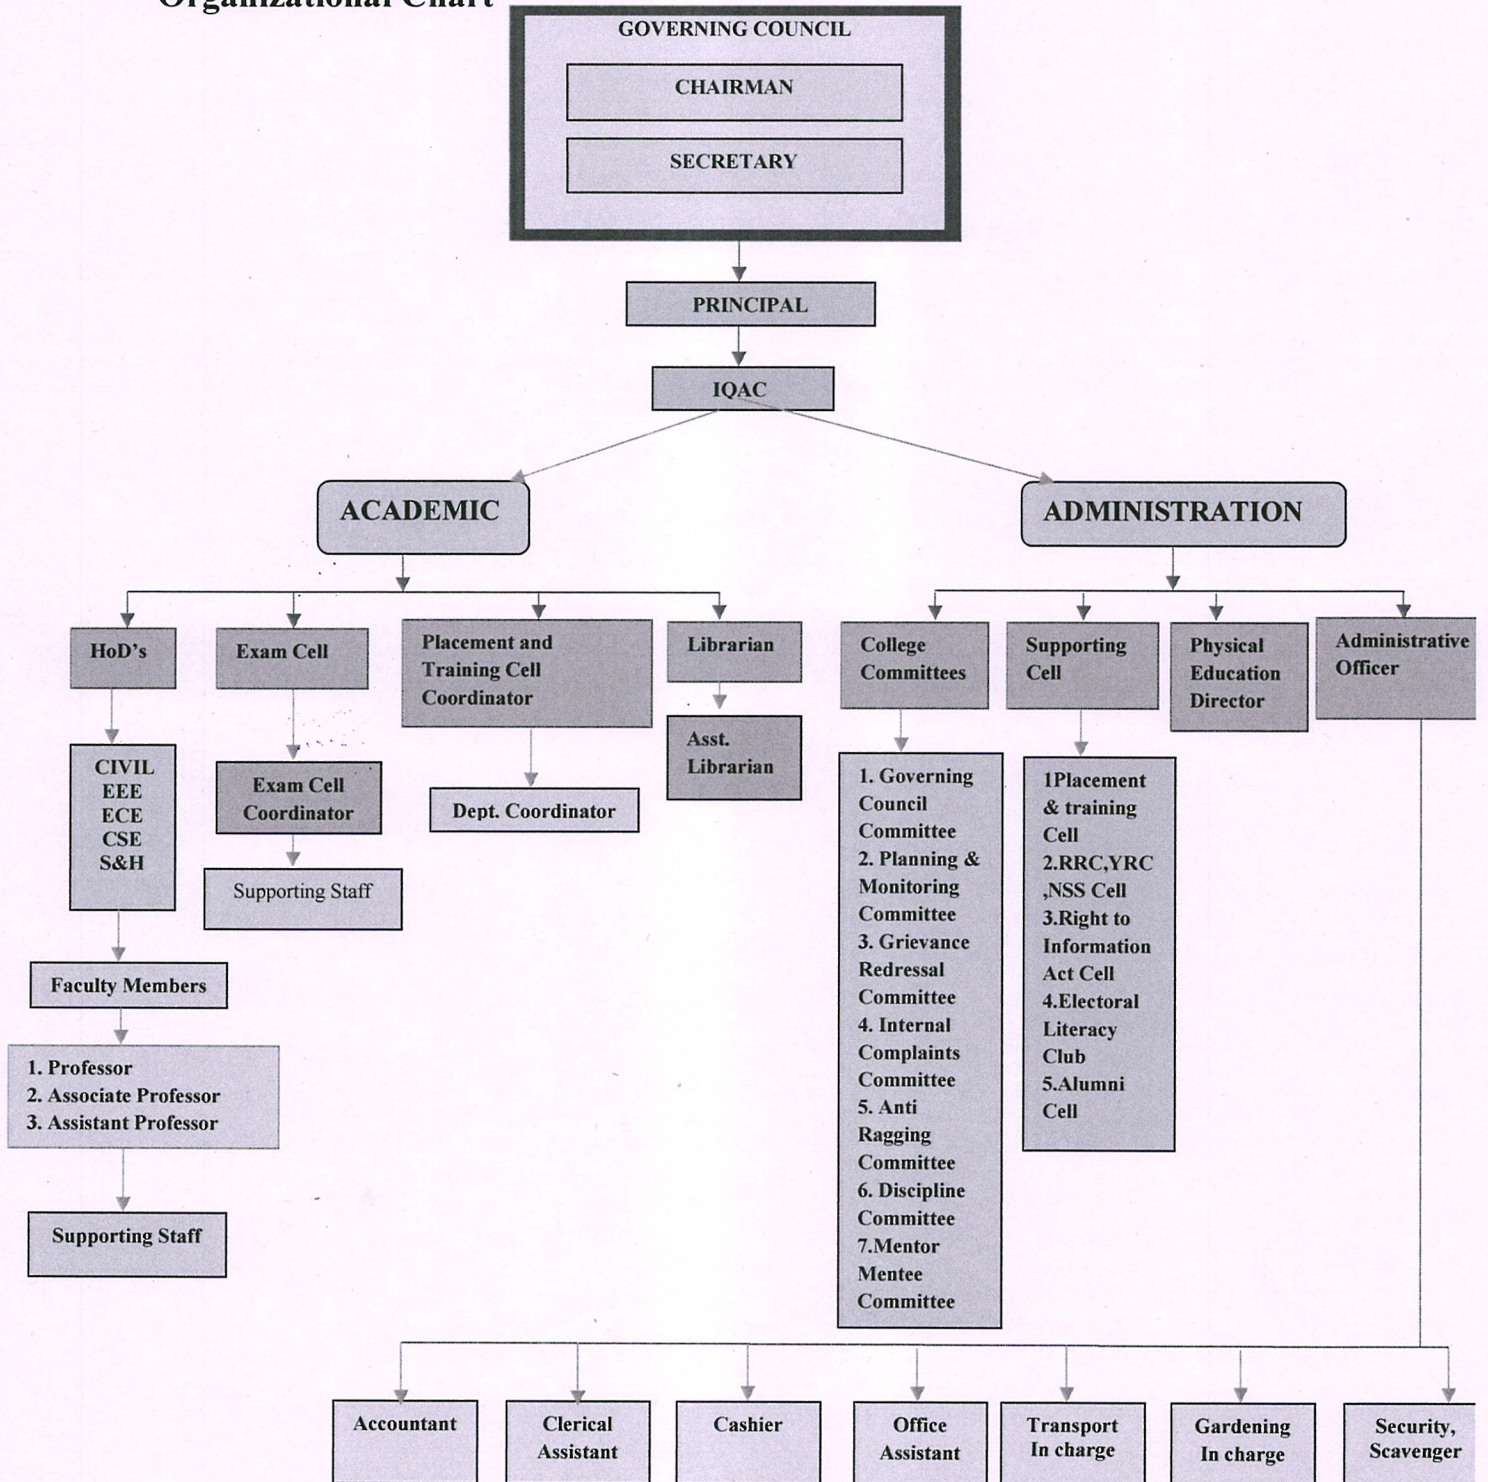 Organizational Chart
GOVERNING COUNCIL
CHAIRMAN
SECRETARY
PRINCIPAL
IQAC
ACADEMIC
ADMINISTRATION
HoD's
Exam Cell
Placement and
Training Cell
Coordinator
Librarian
College
Committees
Supporting
Cell
Physical
Education
Director
Administrative
Officer
CIVIL
EEE
ECE
CSE
S&H
Exam Cell
Coordinator
Supporting Staff
Dept. Coordinator
Asst.
Librarian
Faculty Members
1. Professor
2. Associate Professor
3. Assistant Professor
Supporting Staff
1. Governing
Council
Committee
2. Planning &
Monitoring
Committee
3. Grievance
Redressal
Committee
4. Internal
Complaints
Committee
5. Anti
Ragging
Committee
6. Discipline
Committee
7.Mentor
Mentee
Committee
1Placement
& training
Cell
2.RRC,YRC
,NSS Cell
3.Right to
Information
Act Cell
4.Electoral
Literacy
Club
5.Alumni
Cell
Accountant
Clerical
Assistant
Cashier
Office
Assistant
Transport
In charge
Gardening
In charge
Security,
Scavenger